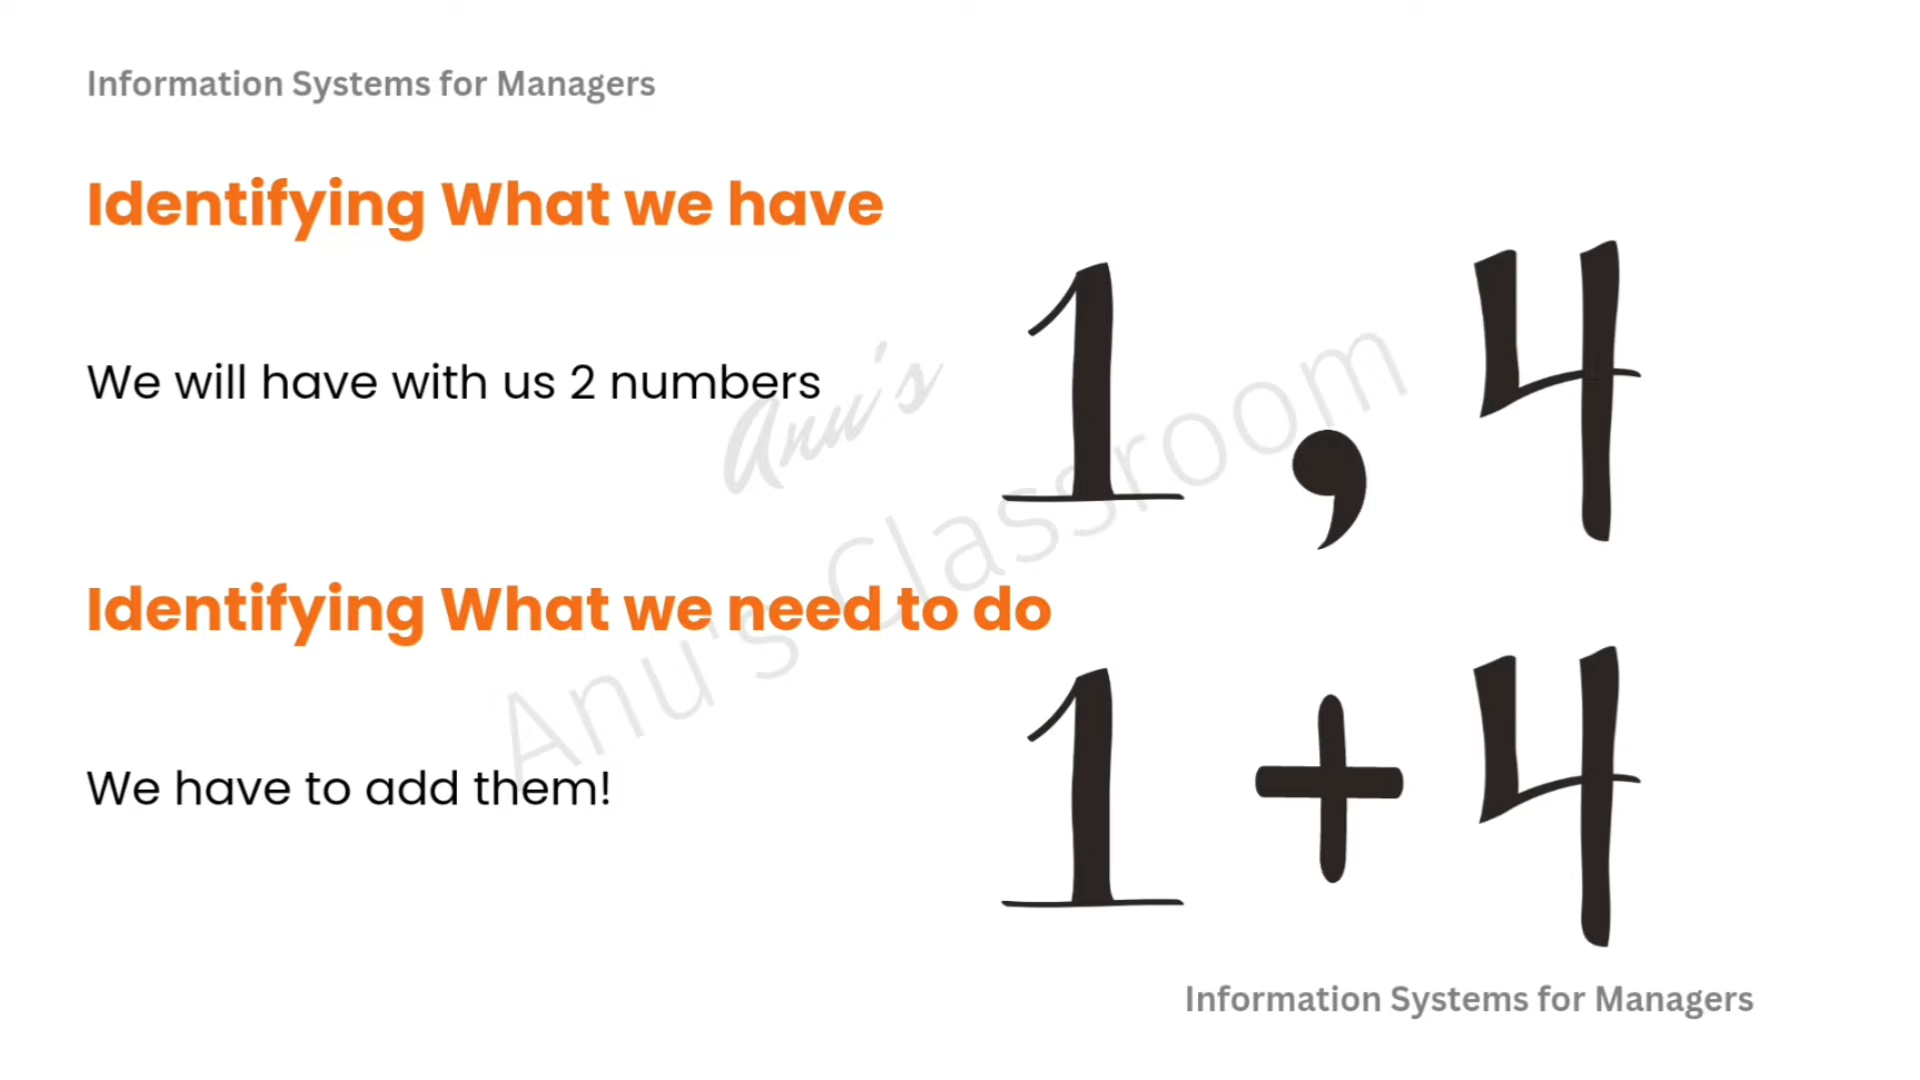 Information Systems for Managers
Identifying What we have
We will have with us 2 numbers
1 , 4
Anu's
Anu's Classroom
Identifying What we need to do
We have to add them!
1 + 4
Information Systems for Managers